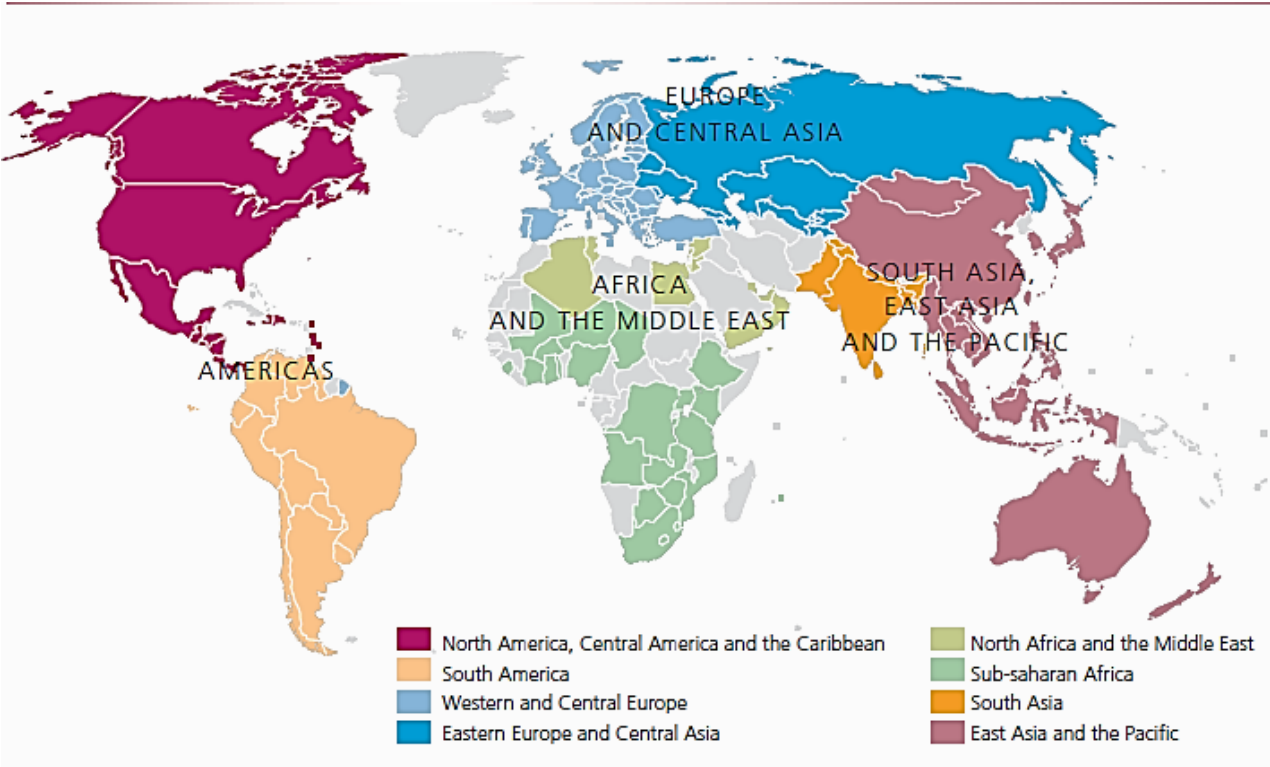 EUROPE
AND CENTRAL ASIA
AFRICA
AND THE MIDDLE EAST
SOUTH ASIA,
EAST ASIA
AND THE PACIFIC
AMERICAS
North America, Central America and the Caribbean
South America
Western and Central Europe
Eastern Europe and Central Asia
North Africa and the Middle East
Sub-saharan Africa
South Asia
East Asia and the Pacific